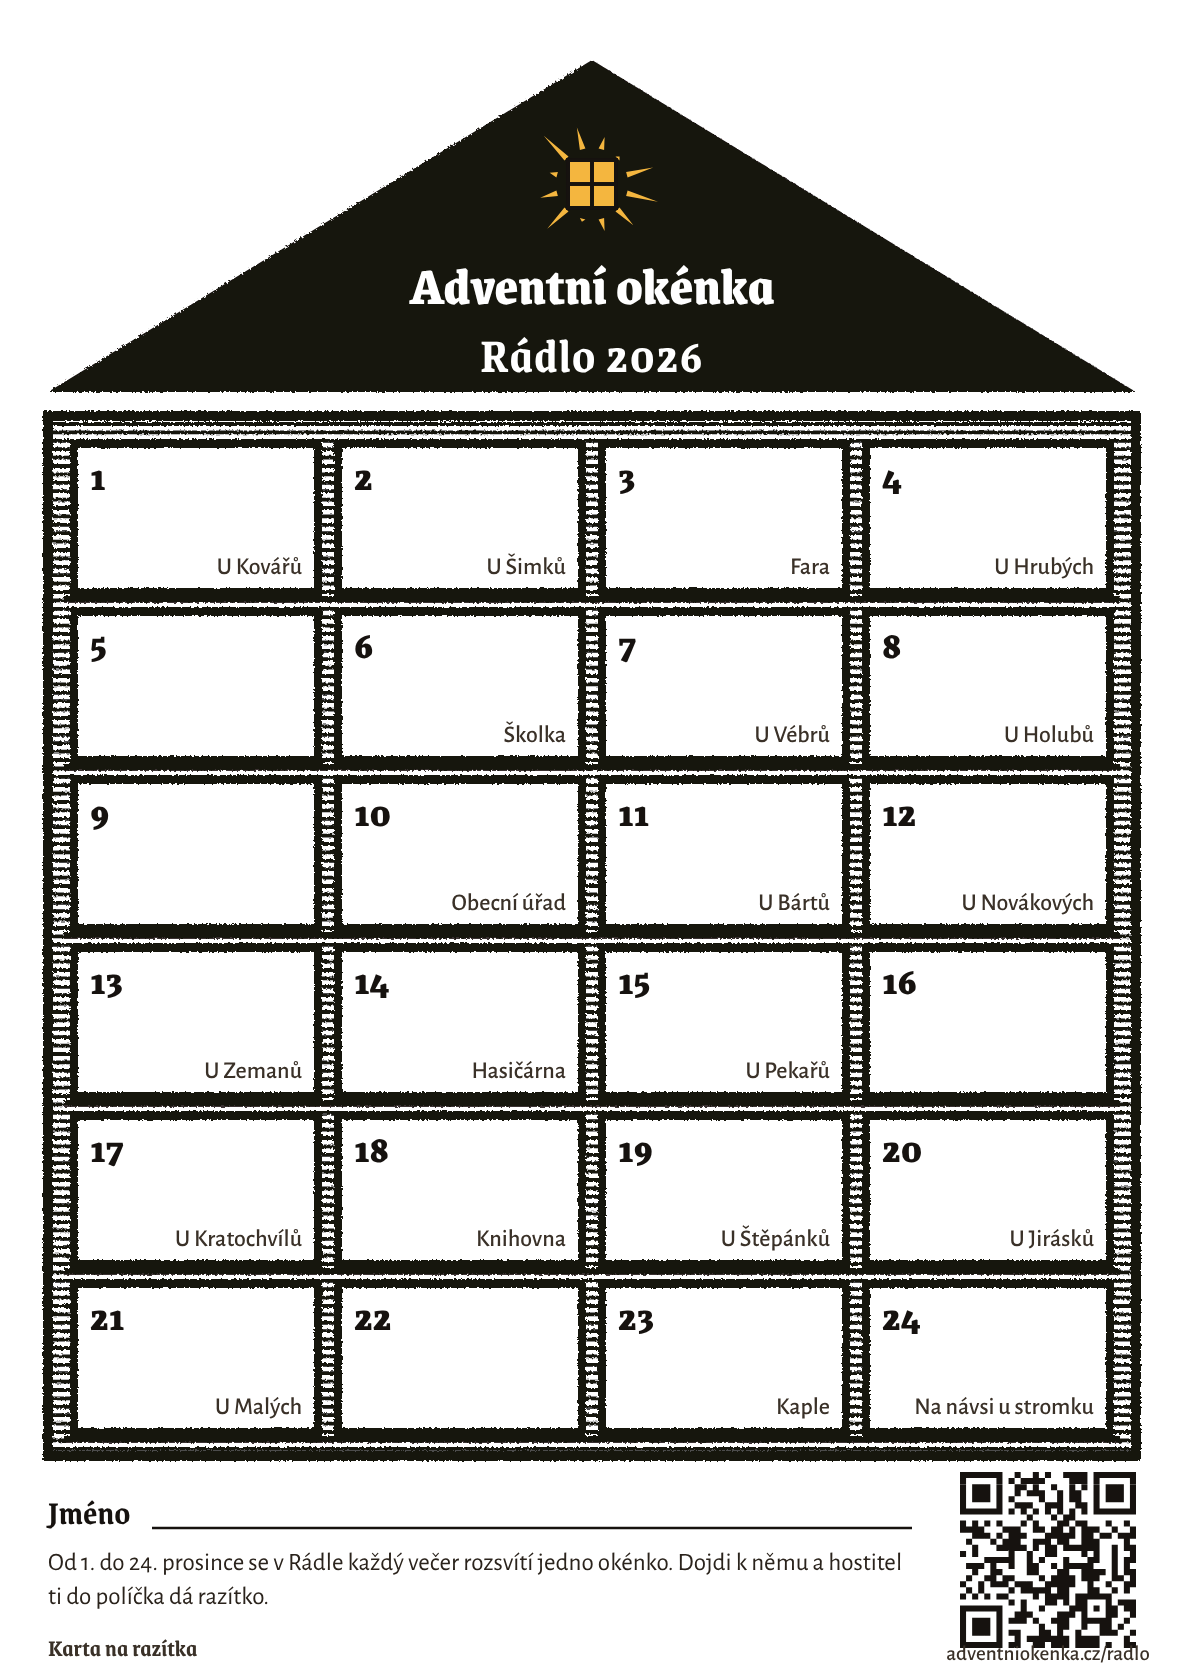 Adventní okénka
Rádlo 2026
1
U Kovářů
2
U Šimků
3
Fara
4
U Hrubých
5
6
Školka
7
U Vébrů
8
U Holubů
9
10
Obecní úřad
11
U Bártů
12
U Novákových
13
U Zemanů
14
Hasičárna
15
U Pekařů
16
17
U Kratochvílů
18
Knihovna
19
U Štěpánků
20
U Jirásků
21
U Malých
22
23
Kaple
24
Na návsi u stromku
Jméno
Od 1. do 24. prosince se v Rádle každý večer rozsvítí jedno okénko. Dojdi k němu a hostitel
ti do políčka dá razítko.
Karta na razítka
adventniokenka.cz/radlo